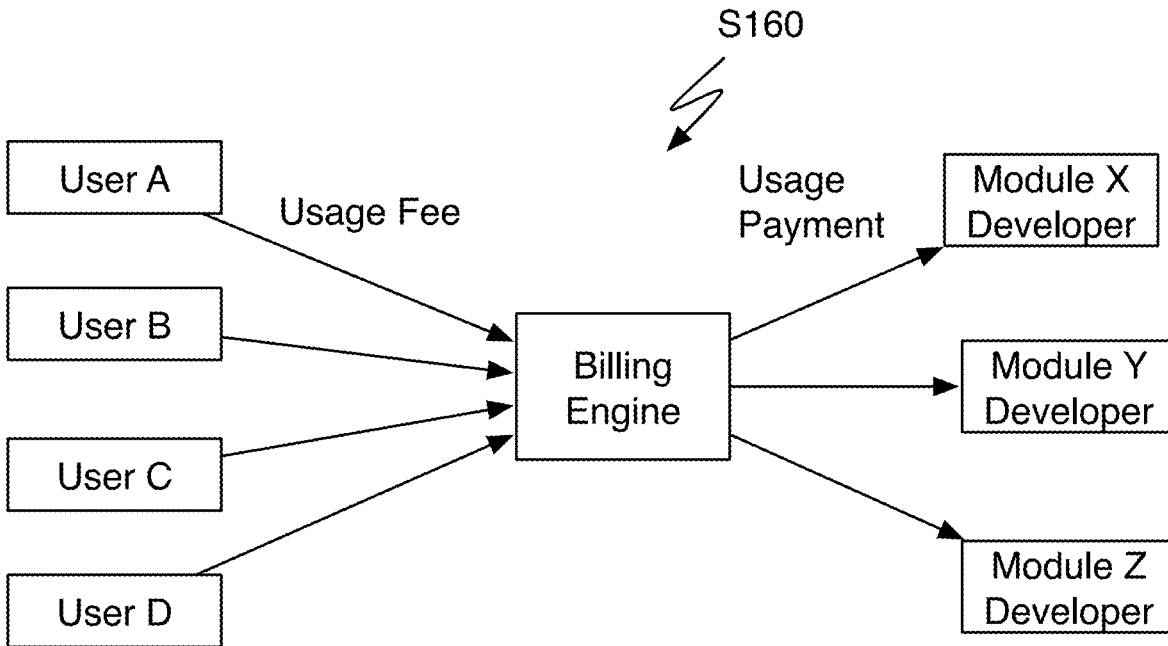 S160
User A
Usage Fee
Usage
Payment
Module X
Developer
User B
Billing
Engine
Module Y
Developer
User C
User D
Module Z
Developer